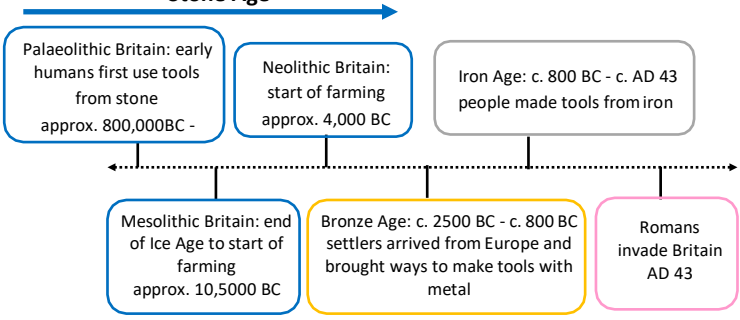 Stone Age
Palaeolithic Britain: early
humans first use tools
from stone
approx. 800,000BC -
Neolithic Britain:
start of farming
approx. 4,000 BC
Iron Age: c. 800 BC - c. AD 43
people made tools from iron
Mesolithic Britain: end
of Ice Age to start of
farming
approx. 10,5000 BC
Bronze Age: c. 2500 BC - c. 800 BC
settlers arrived from Europe and
brought ways to make tools with
metal
Romans
invade Britain
AD 43